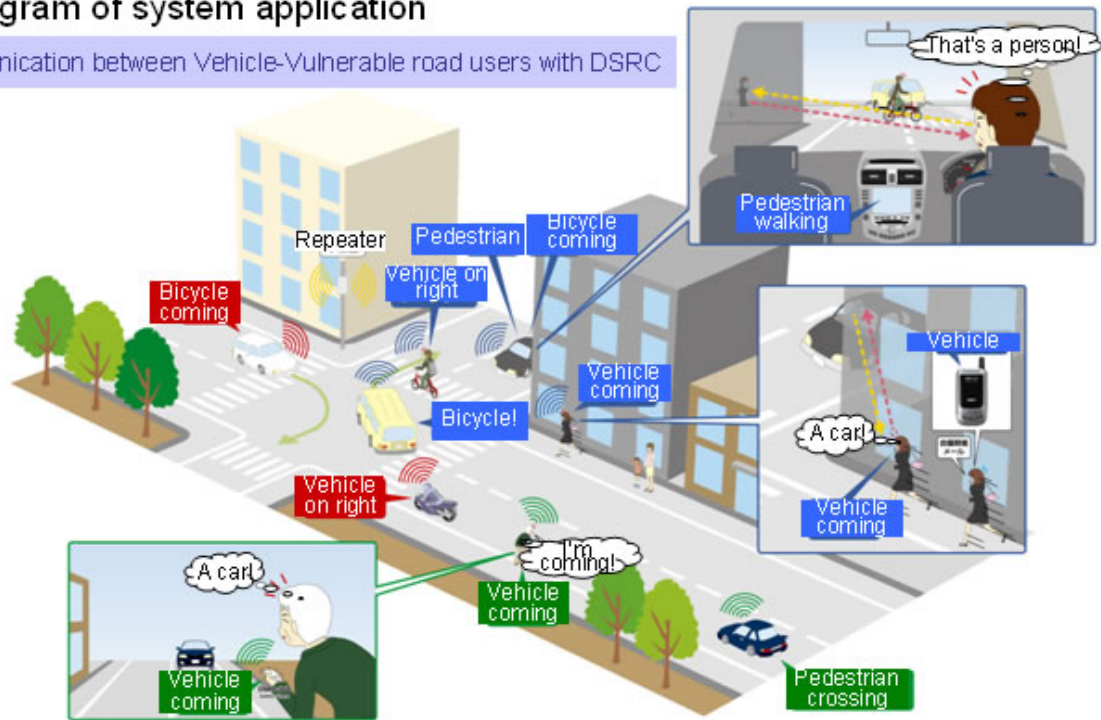 gram of system application
nication between Vehicle-Vulnerable road users with DSRC
That's a person!
Pedestrian
walking
Repeater
Pedestrian
Bicycle
coming
Vehicle on
right
Bicycle
coming
Vehicle
coming
Bicycle!
Vehicle
A car!
Vehicle
coming
Vehicle
on right
I'm
coming!
Vehicle
coming
A car!
Vehicle
coming
Pedestrian
crossing